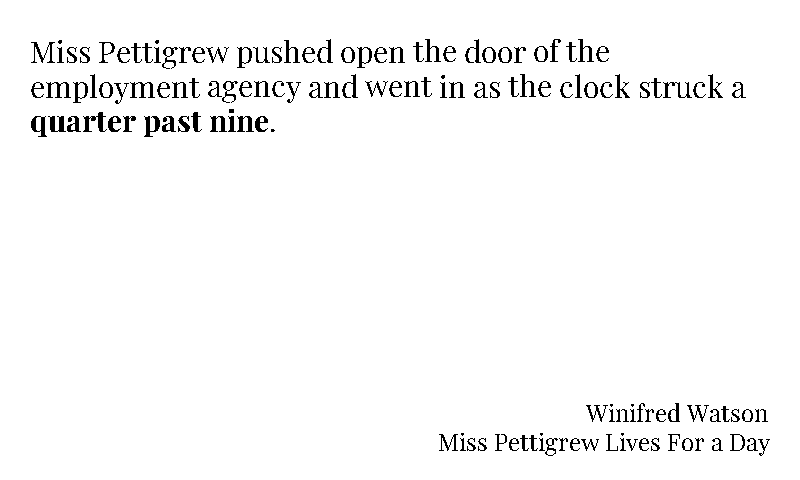 Miss Pettigrew pushed open the door of the
employment agency and went in as the clock struck a
quarter past nine.
Winifred Watson
Miss Pettigrew Lives For a Day